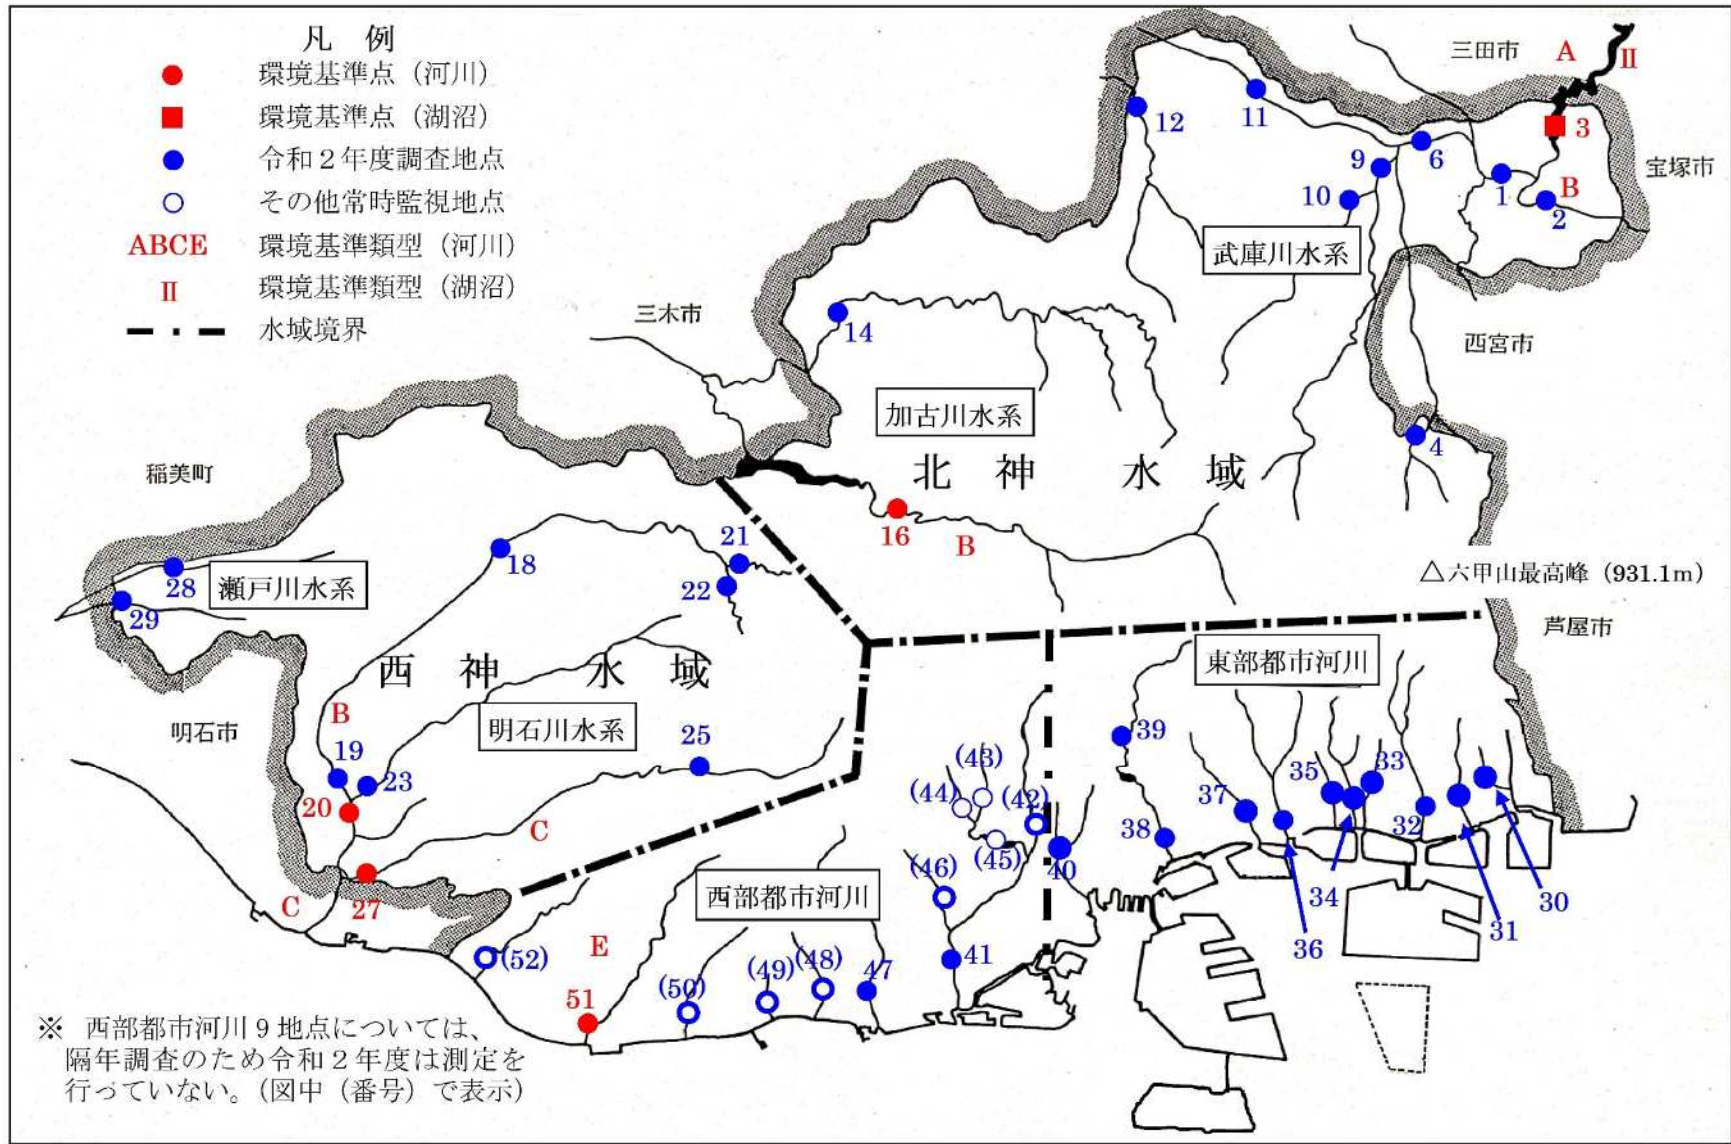 凡 例
環境基準点（河川）
環境基準点（湖沼）
令和２年度調査地点
その他常時監視地点
ABCE 環境基準類型（河川）
Ⅱ 環境基準類型（湖沼）
水域境界
三田市
A
Ⅱ
3
宝塚市
12
11
6
9
10
1
B
2
武庫川水系
三木市
14
西宮市
加古川水系
4
北 神 水 域
稲美町
16
B
21
18
22
28
瀬戸川水系
29
△六甲山最高峰（931.1m）
芦屋市
東部都市河川
西 神 水 域
B
明石川水系
明石市
19
25
23
20
C
C
27
39
(43)
(44)
(42)
(45)
40
38
37
35
33
32
34
36
31
30
(46)
西部都市河川
41
E
(52)
51
(50)
(49)
(48)
47
※ 西部都市河川９地点については、
隔年調査のため令和２年度は測定を
行っていない。（図中（番号）で表示）